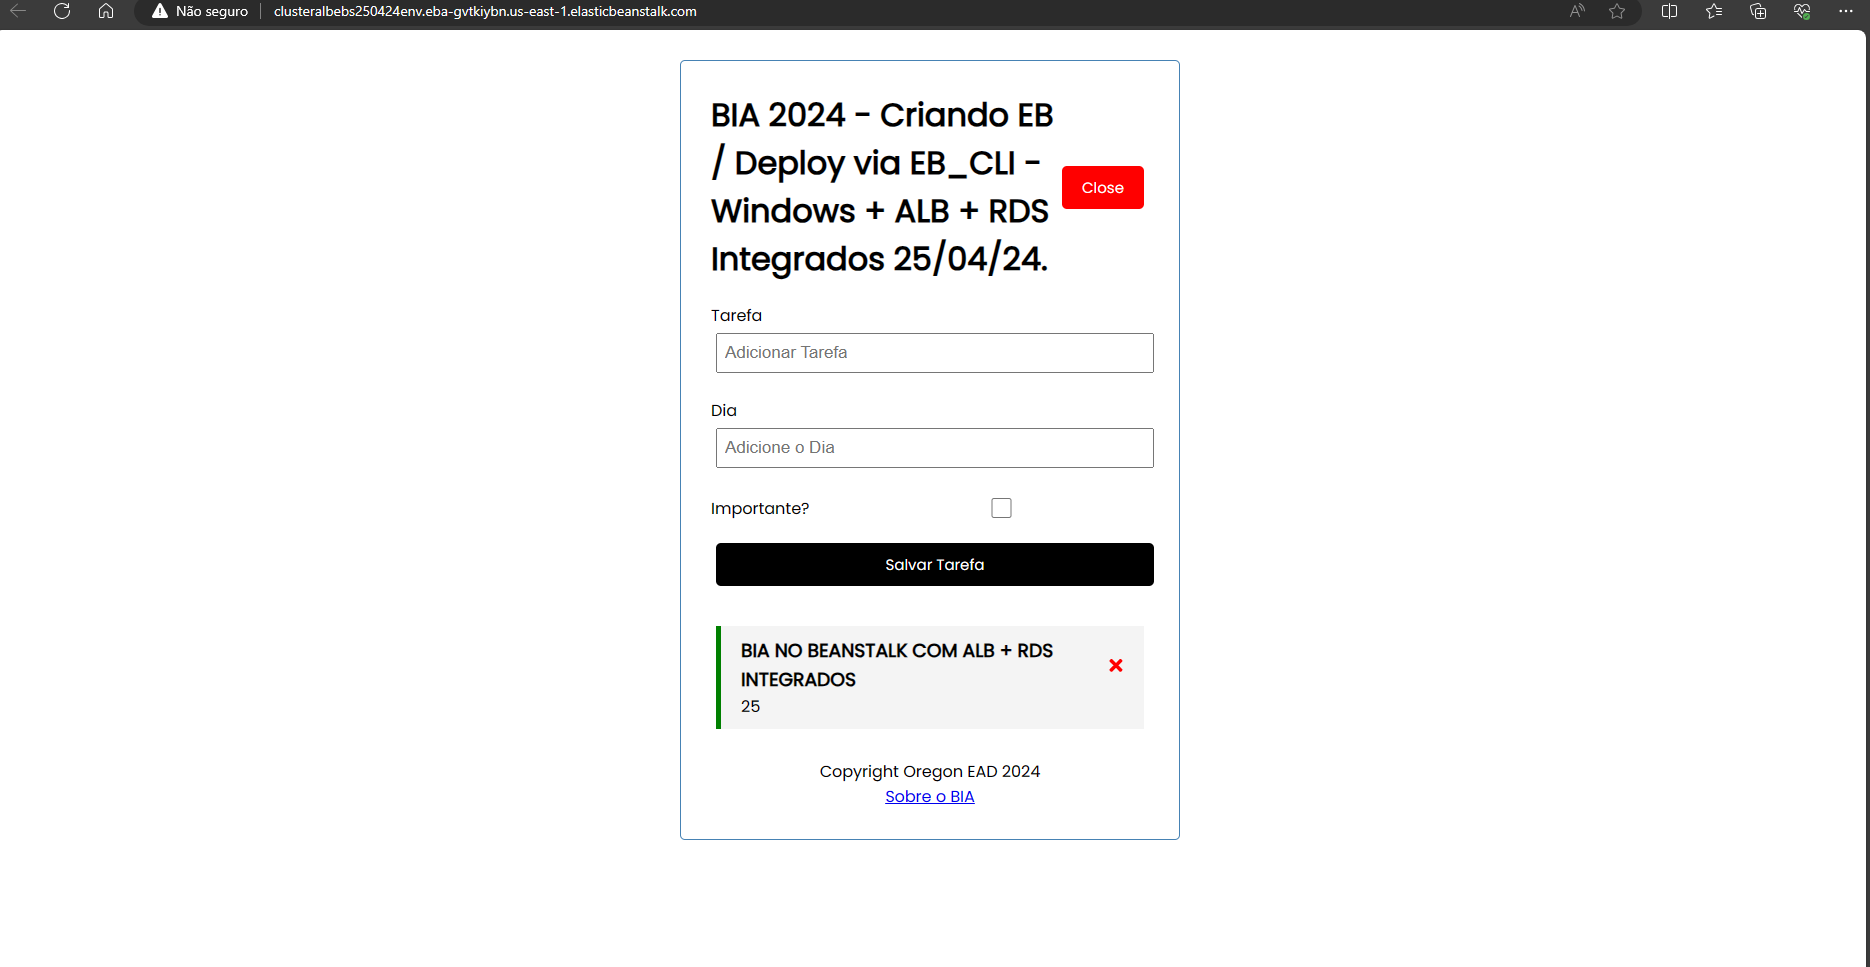 Não seguro
clusteralbebs250424env.eba-gvtkiybn.us-east-1.elasticbeanstalk.com
BIA 2024 - Criando EB
/ Deploy via EB_CLI -
Windows + ALB + RDS
Integrados 25/04/24.
Close
Tarefa
Adicionar Tarefa
Dia
Adicione o Dia
Importante?
Salvar Tarefa
BIA NO BEANSTALK COM ALB + RDS
INTEGRADOS
25
Copyright Oregon EAD 2024
Sobre o BIA